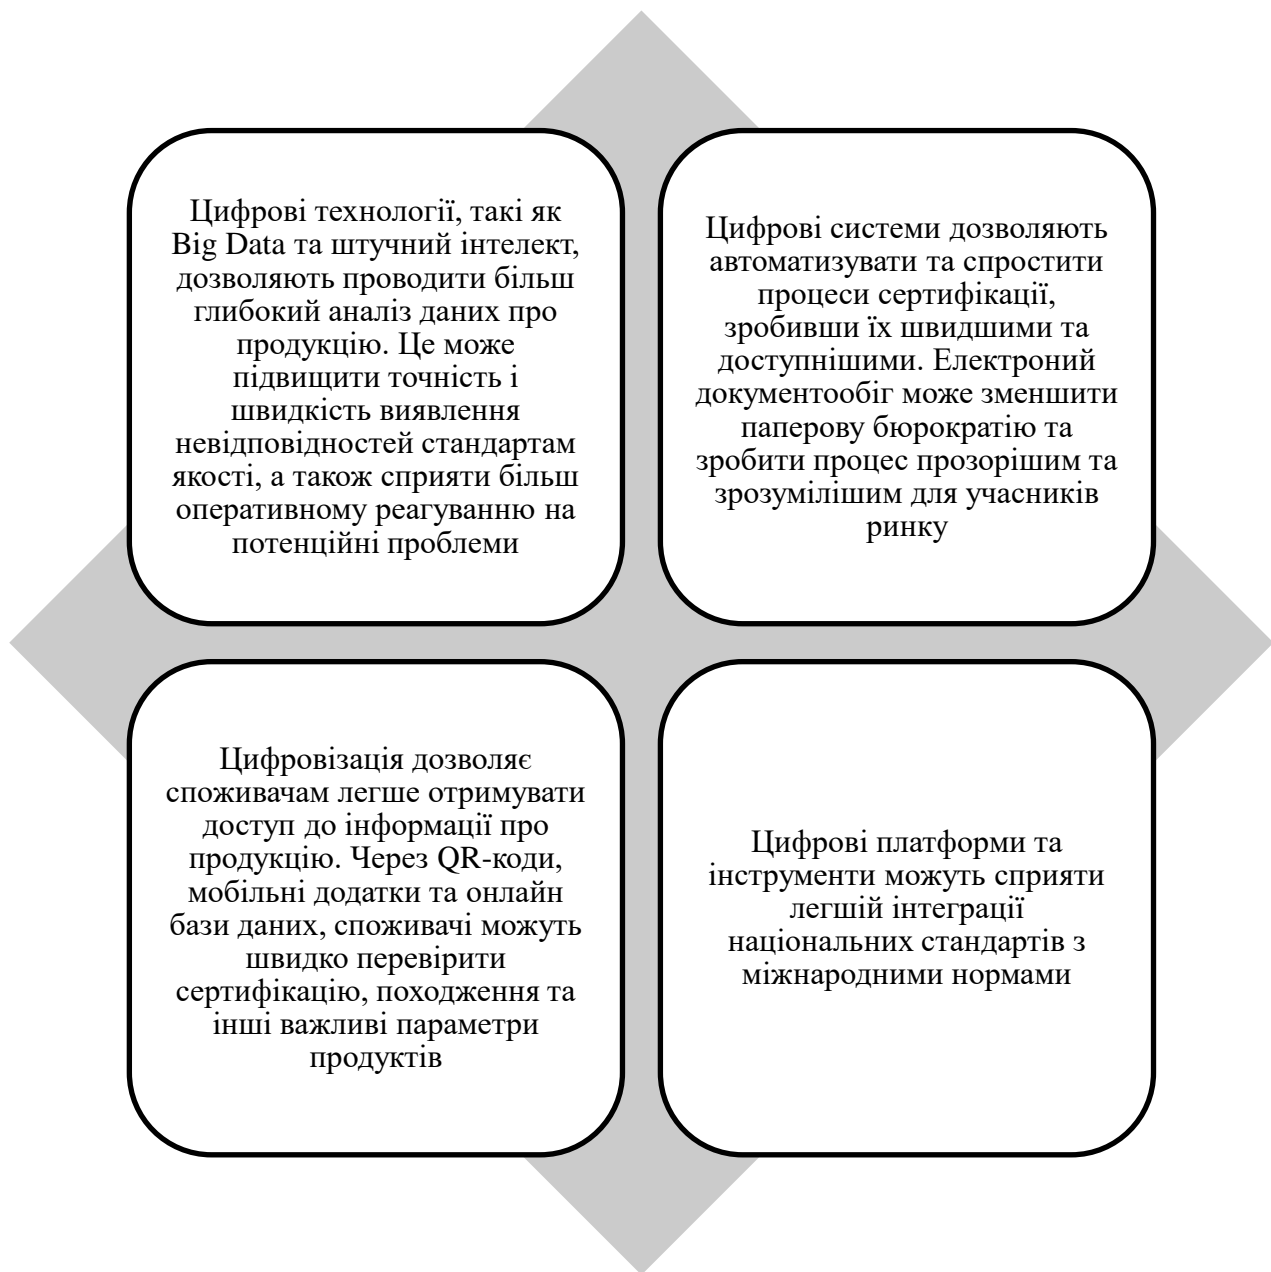 Цифрові технології, такі як
Big Data та штучний інтелект,
дозволяють проводити більш
глибокий аналіз даних про
продукцію. Це може
підвищити точність і
швидкість виявлення
невідповідностей стандартам
якості, а також сприяти більш
оперативному реагуванню на
потенційні проблеми
Цифрові системи дозволяють
автоматизувати та спростити
процеси сертифікації,
зробивши їх швидшими та
доступнішими. Електроний
документообіг може зменшити
паперову бюрократію та
зробити процес прозорішим та
зрозумілішим для учасників
ринку
Цифровізація дозволяє
споживачам легше отримувати
доступ до інформації про
продукцію. Через QR-коди,
мобільні додатки та онлайн
бази даних, споживачі можуть
швидко перевірити
сертифікацію, походження та
інші важливі параметри
продуктів
Цифрові платформи та
інструменти можуть сприяти
легшій інтеграції
національних стандартів з
міжнародними нормами